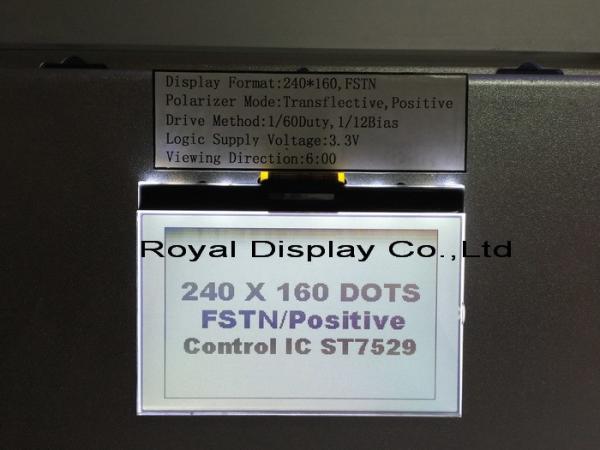 Display Format:240*160,FSTN
Polarizer Mode:Transflective,Positive
Drive Method:1/60Duty,1/12Bias
Logic Supply Voltage:3.3V
Viewing Direction:6:00
Royal Display Co.,Ltd
240 X 160 DOTS
FSTN/Positive
Control IC ST7529